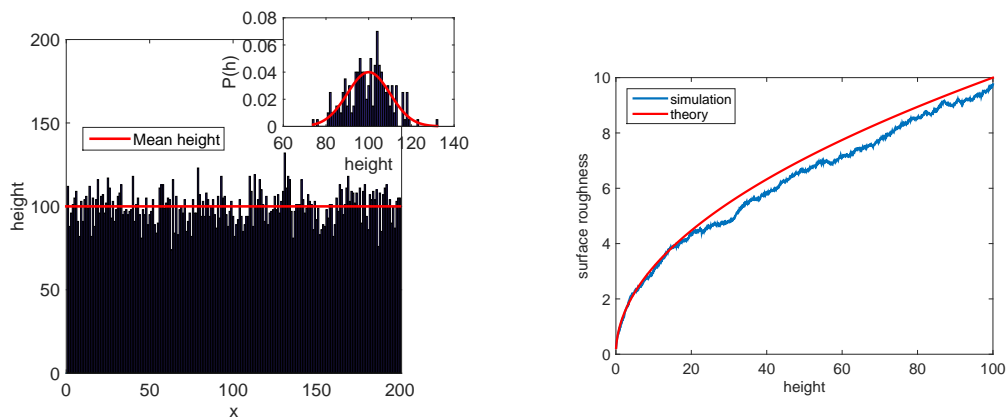 0.08
0.06
0.04
0.02
0
P(h)
60 80 100 120 140
height
200
150
100
50
0
height
Mean height
0 50 100 150 200
x
10
8
6
4
2
0
surface roughness
simulation
theory
0 20 40 60 80 100
height